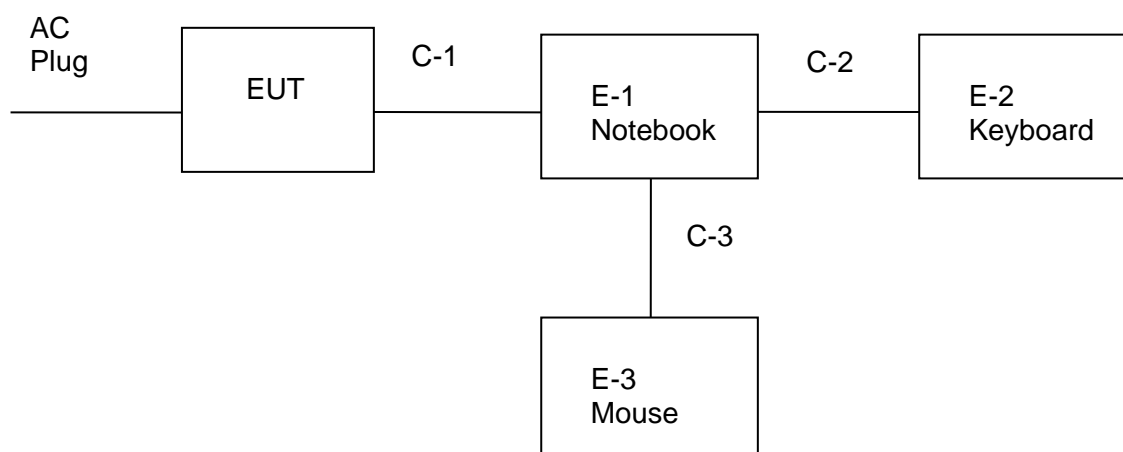 AC
Plug
EUT
C-1
E-1
Notebook
C-2
E-2
Keyboard
C-3
E-3
Mouse